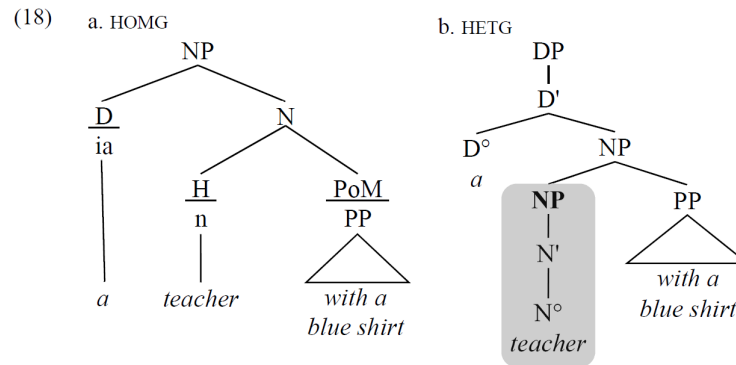 (18) a. HOMG b. HETG
NP DP
D'
D N
ia D° NP
a
H PoM NP PP
n PP
N'
a teacher with a N° with a
blue shirt teacher blue shirt